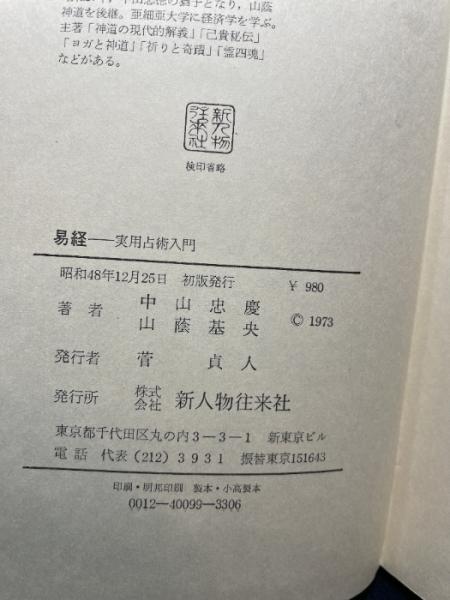 神道を後継。亜細亜大学に経済学を学ぶ。
主著「神道の現代的解義」「己貴秘伝」
「ヨガと神道」「祈りと奇蹟」「霊四魂」
などがある。
新人物
往来社
検印省略
易経――実用占術入門
昭和48年12月25日 初版発行 ¥ 980
著者 中山忠慶
山蔭基央 © 1973
発行者 菅貞人
発行所 株式会社 新人物往来社
東京都千代田区丸の内3-3-1 新東京ビル
電話 代表(212)3931 振替東京151643
印刷・明邦印刷 製本・小高製本
0012-40099-3306